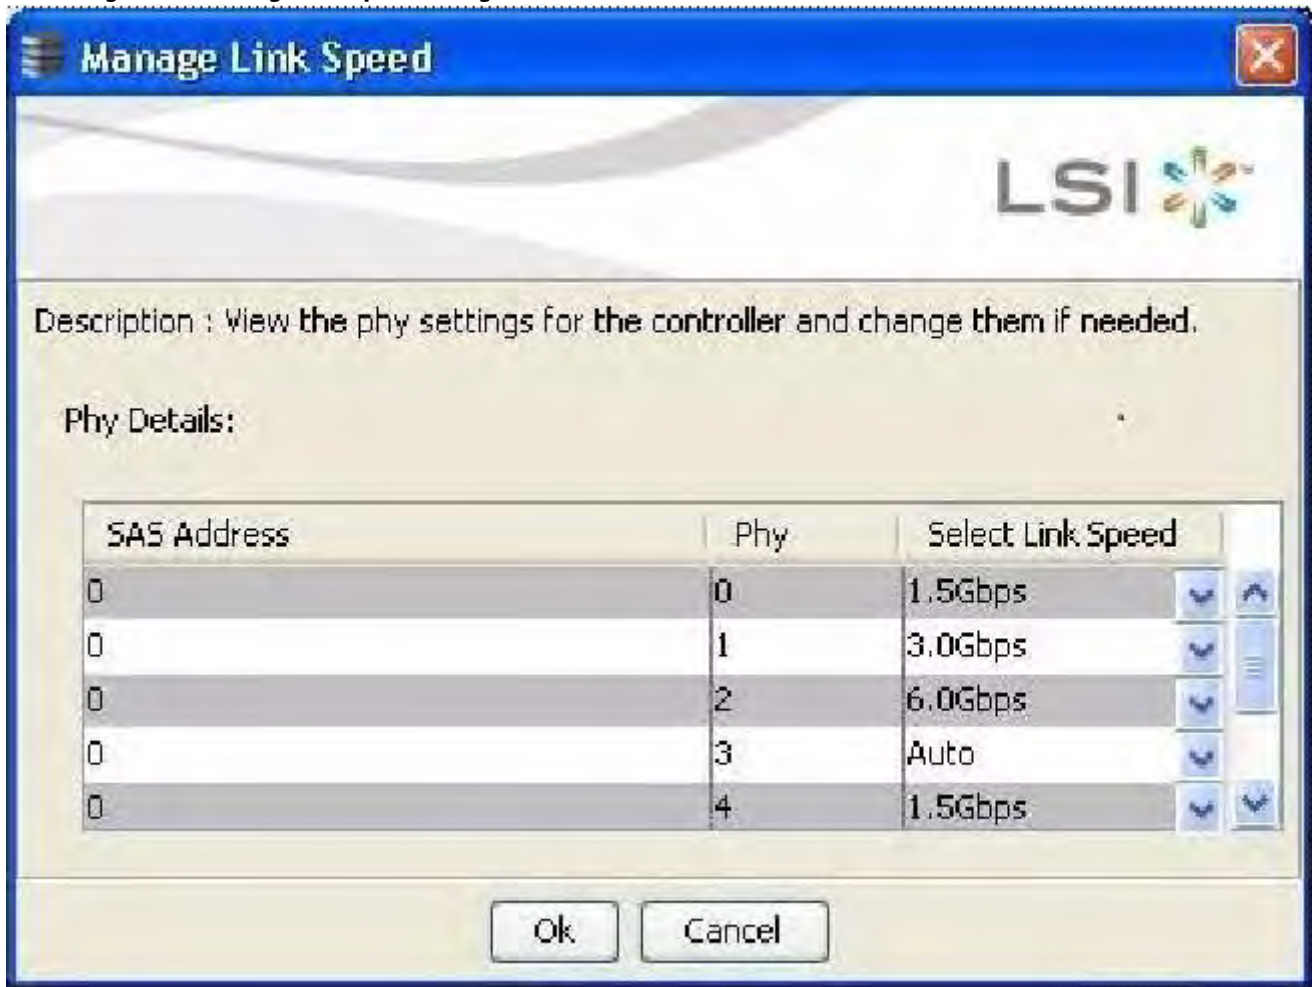 Manage Link Speed
LSI
Description : View the phy settings for the controller and change them if needed.
Phy Details:
SAS Address Phy Select Link Speed
0 0 1.5Gbps
0 1 3.0Gbps
0 2 6.0Gbps
0 3 Auto
0 4 1.5Gbps
Ok Cancel